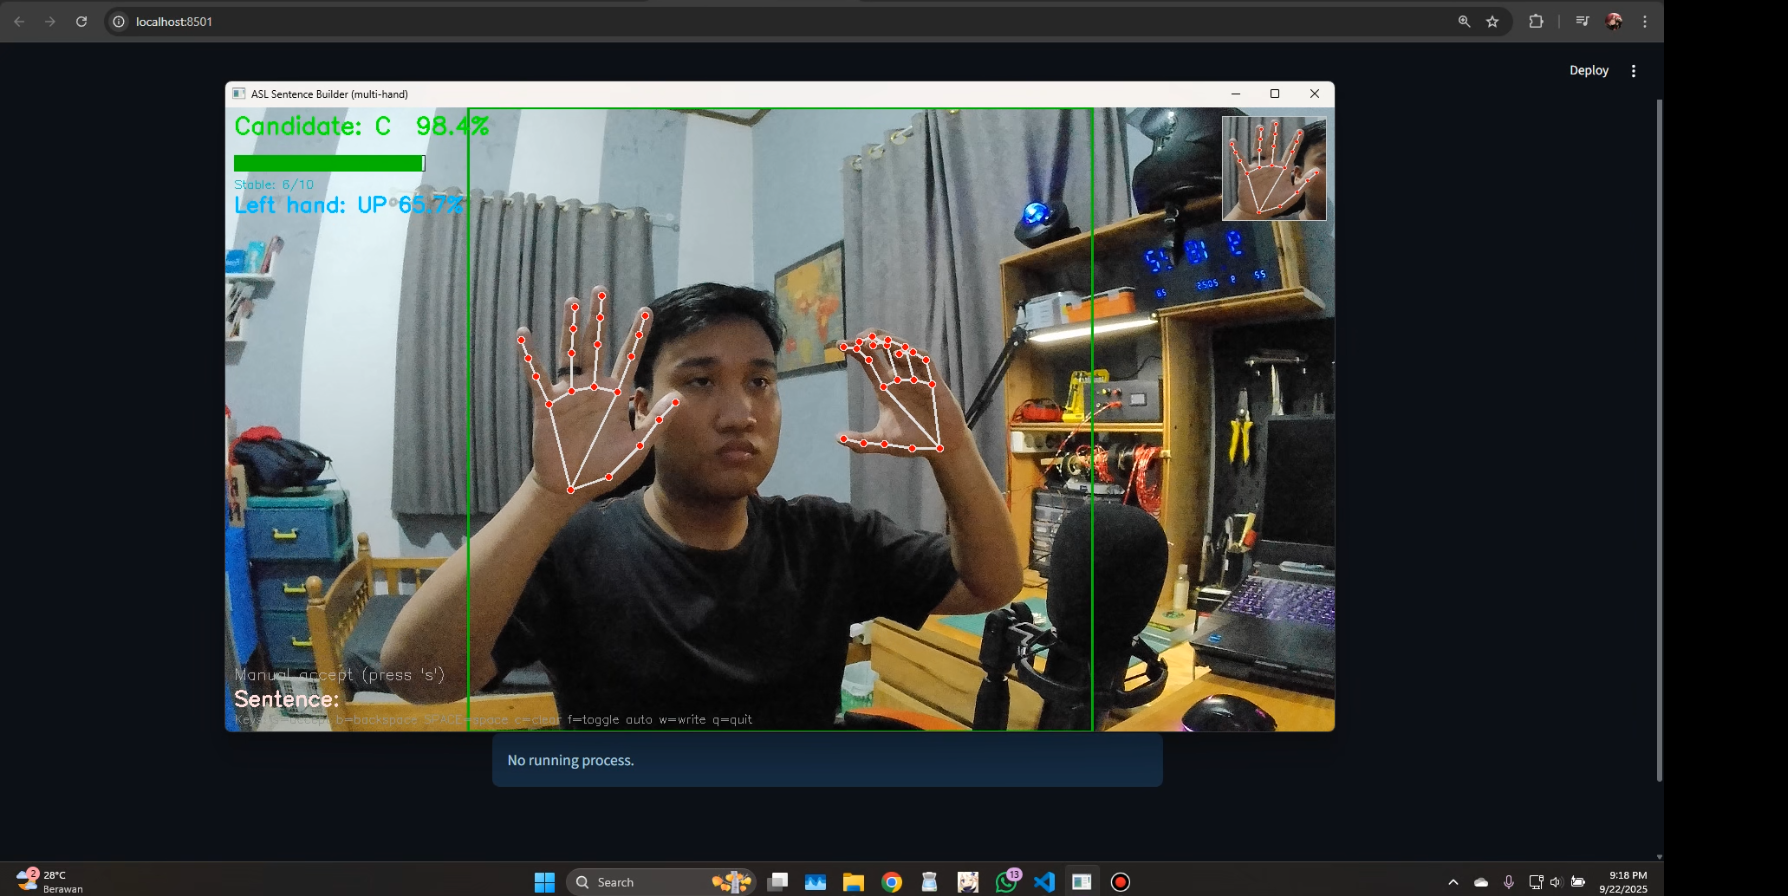 localhost:8501
Deploy
ASL Sentence Builder (multi-hand)
Candidate: C 98.4%
Stable: 6/10
Left hand: UP 65.7%
Manual accept (press 's')
Sentence:
b=backspace SPACE=space c=clear f=toggle auto w=write q=quit
No running process.
2
28°C
Berawan
Search
13
9:18 PM
9/22/2025